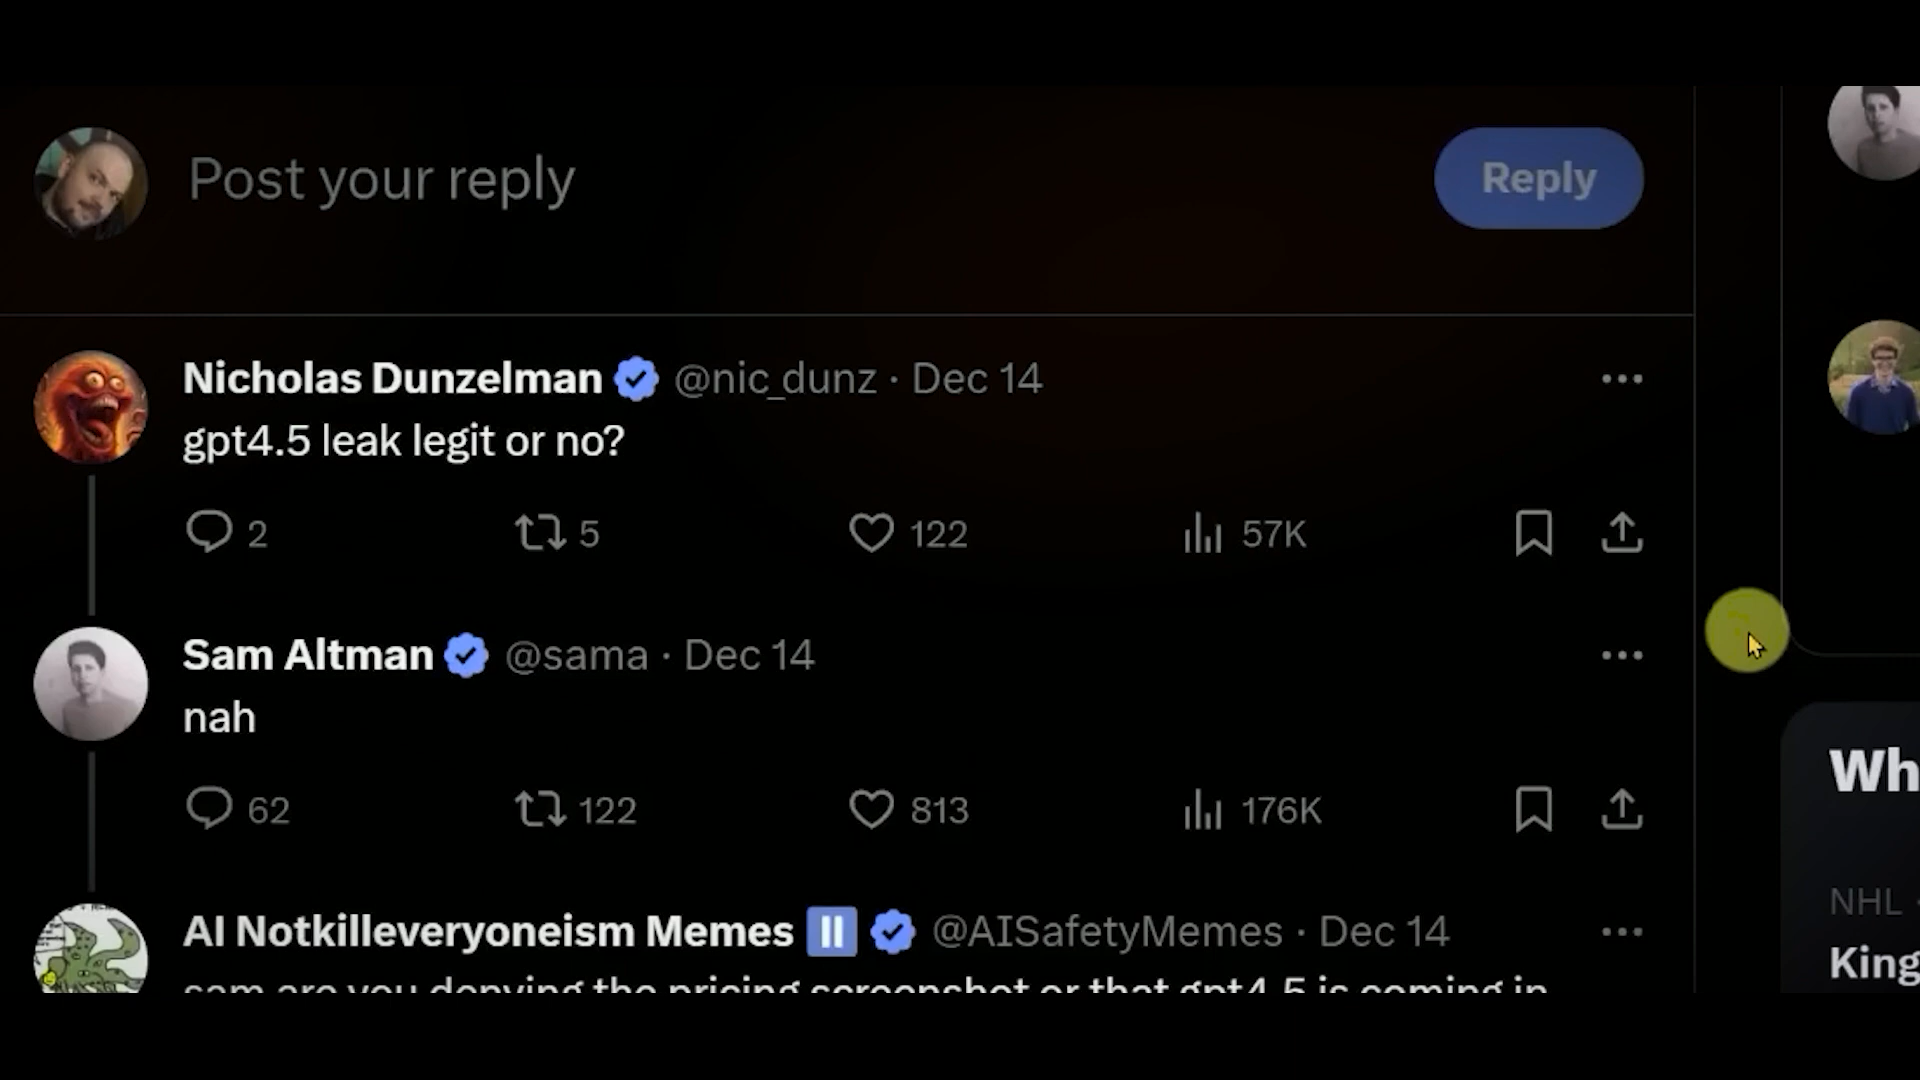 Post your reply
Reply
Nicholas Dunzelman @nic_dunz · Dec 14
gpt4.5 leak legit or no?
2 5 122 57K
Sam Altman @sama · Dec 14
nah
62 122 813 176K
Wh
NHL ·
AI Notkilleveryoneism Memes @AISafetyMemes · Dec 14
King
sam are you denying the pricing screenshot or that gpt4.5 is coming in